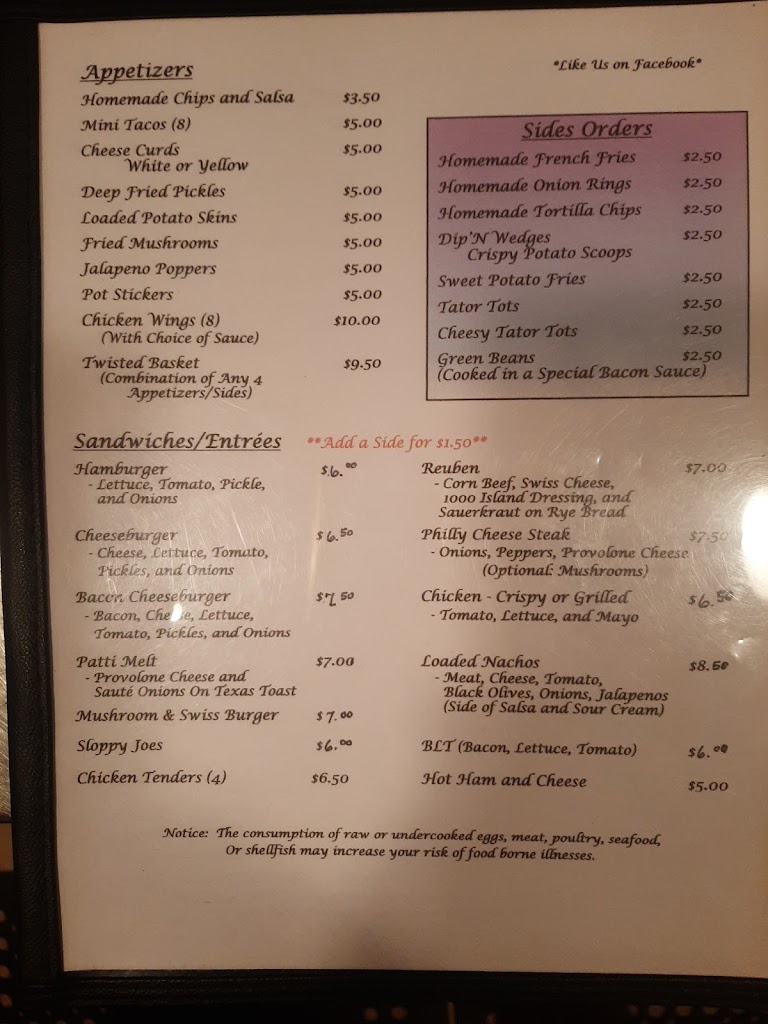 Appetizers
Homemade Chips and Salsa $3.50
Mini Tacos (8) $5.00
Cheese Curds $5.00
White or Yellow
Deep Fried Pickles $5.00
Loaded Potato Skins $5.00
Fried Mushrooms $5.00
Jalapeno Poppers $5.00
Pot Stickers $5.00
Chicken Wings (8) $10.00
(With Choice of Sauce)
Twisted Basket $9.50
(Combination of Any 4
Appetizers/Sides)
*Like Us on Facebook*
Sides Orders
Homemade French Fries $2.50
Homemade Onion Rings $2.50
Homemade Tortilla Chips $2.50
Dip'N Wedges $2.50
Crispy Potato Scoops
Sweet Potato Fries $2.50
Tator Tots $2.50
Cheesy Tator Tots $2.50
Green Beans $2.50
(Cooked in a Special Bacon Sauce)
Sandwiches/Entrées **Add a Side for $1.50**
Hamburger $6.00
- Lettuce, Tomato, Pickle,
and Onions
Cheeseburger $6.50
- Cheese, Lettuce, Tomato,
Pickles, and Onions
Bacon Cheeseburger $7.50
- Bacon, Cheese, Lettuce,
Tomato, Pickles, and Onions
Patti Melt $7.00
- Provolone Cheese and
Sauté Onions On Texas Toast
Mushroom & Swiss Burger $7.00
Sloppy Joes $6.00
Chicken Tenders (4) $6.50
Reuben $7.00
- Corn Beef, Swiss Cheese,
1000 Island Dressing, and
Sauerkraut on Rye Bread
Philly Cheese Steak $7.50
- Onions, Peppers, Provolone Cheese
(Optional: Mushrooms)
Chicken - Crispy or Grilled $6.50
- Tomato, Lettuce, and Mayo
Loaded Nachos $8.50
- Meat, Cheese, Tomato,
Black Olives, Onions, Jalapenos
(Side of Salsa and Sour Cream)
BLT (Bacon, Lettuce, Tomato) $6.00
Hot Ham and Cheese $5.00
Notice: The consumption of raw or undercooked eggs, meat, poultry, seafood,
Or shellfish may increase your risk of food borne illnesses.